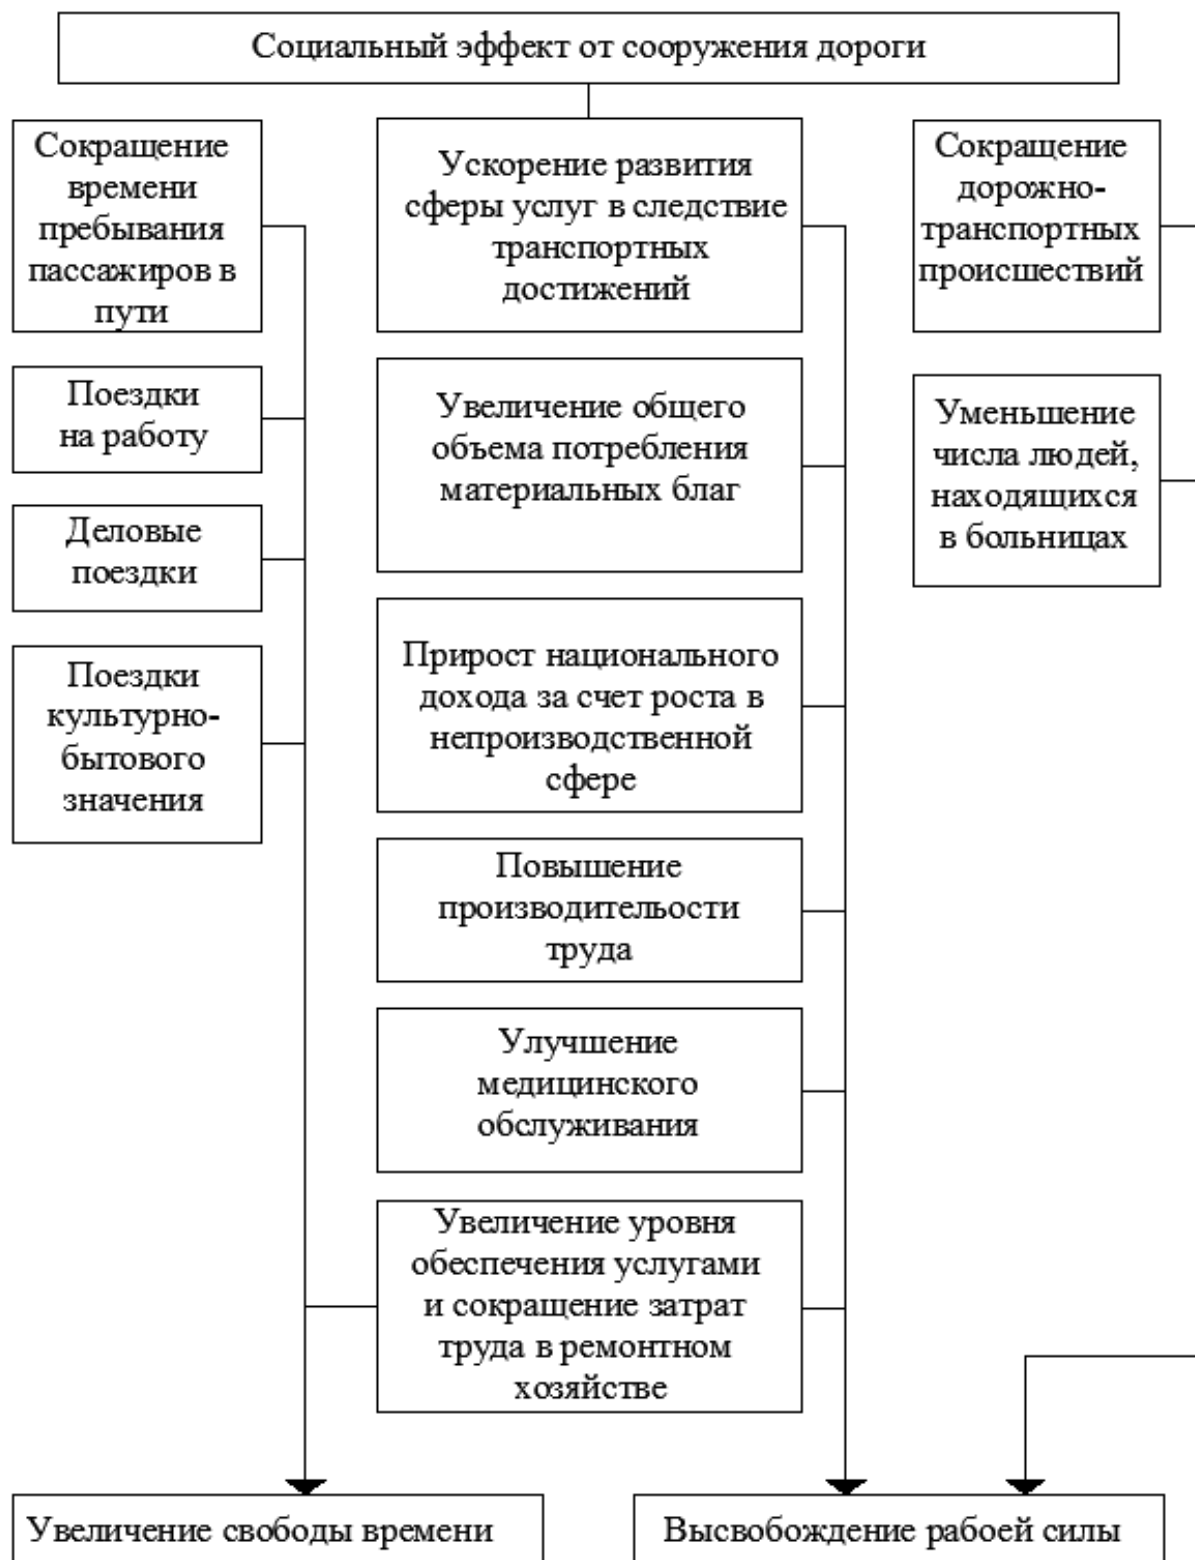 Социальный эффект от сооружения дороги
Сокращение
времени
пребывания
пассажиров в
пути
Поездки
на работу
Деловые
поездки
Поездки
культурно-
бытового
значения
Ускорение развития
сферы услуг в следствие
транспортных
достижений
Увеличение общего
объема потребления
материальных благ
Прирост национального
дохода за счет роста в
непроизводственной
сфере
Повышение
производительости
труда
Улучшение
медицинского
обслуживания
Увеличение уровня
обеспечения услугами
и сокращение затрат
труда в ремонтном
хозяйстве
Сокращение
дорожно-
транспортных
происшествий
Уменьшение
числа людей,
находящихся
в больницах
Увеличение свободы времени
Высвобождение рабоей силы